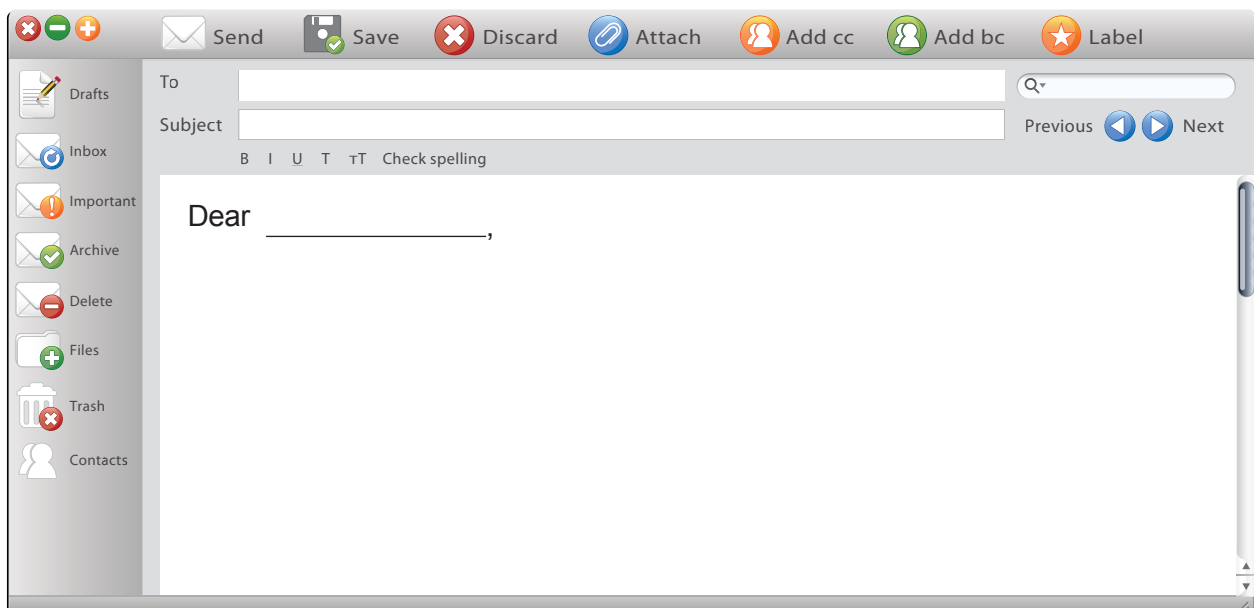 Send Save Discard Attach Add cc Add bc Label
Drafts
Inbox
Important
Archive
Delete
Files
Trash
Contacts
To
Subject
Previous Next
B I U T TT Check spelling
Dear ______________,